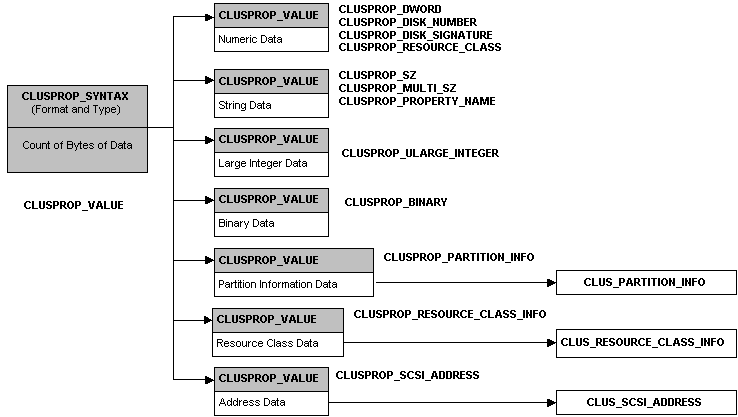 CLUSPROP_SYNTAX
(Format and Type)
Count of Bytes of Data
CLUSPROP_VALUE
CLUSPROP_VALUE
Numeric Data
CLUSPROP_DWORD
CLUSPROP_DISK_NUMBER
CLUSPROP_DISK_SIGNATURE
CLUSPROP_RESOURCE_CLASS
CLUSPROP_VALUE
String Data
CLUSPROP_SZ
CLUSPROP_MULTI_SZ
CLUSPROP_PROPERTY_NAME
CLUSPROP_VALUE
Large Integer Data
CLUSPROP_ULARGE_INTEGER
CLUSPROP_VALUE
Binary Data
CLUSPROP_BINARY
CLUSPROP_VALUE
Partition Information Data
CLUSPROP_PARTITION_INFO
CLUS_PARTITION_INFO
CLUSPROP_VALUE
Resource Class Data
CLUSPROP_RESOURCE_CLASS_INFO
CLUS_RESOURCE_CLASS_INFO
CLUSPROP_VALUE
Address Data
CLUSPROP_SCSI_ADDRESS
CLUS_SCSI_ADDRESS